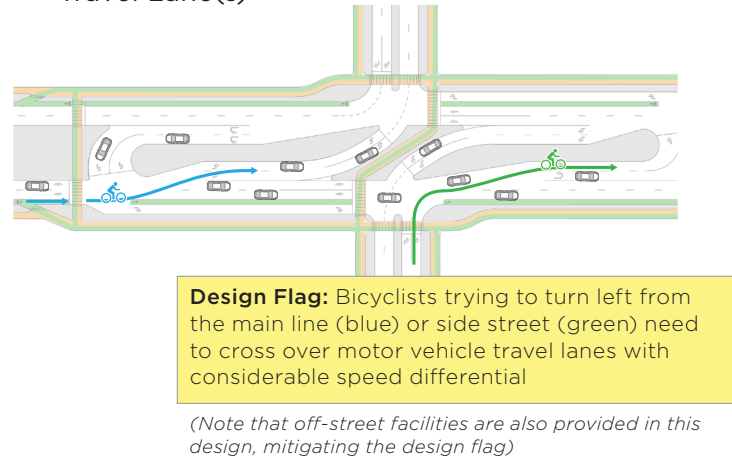 Travel Lane(s)
Design Flag: Bicyclists trying to turn left from
the main line (blue) or side street (green) need
to cross over motor vehicle travel lanes with
considerable speed differential
(Note that off-street facilities are also provided in this
design, mitigating the design flag)